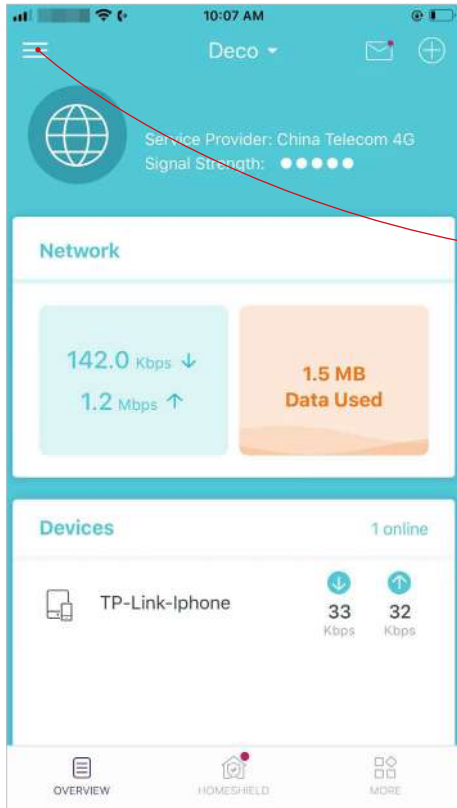 10:07 AM
Deco
Service Provider: China Telecom 4G
Signal Strength:
Network
142.0 Kbps ↓
1.2 Mbps ↑
1.5 MB
Data Used
Devices
1 online
TP-Link-Iphone
33
32
Kbps
Kbps
OVERVIEW
HOMESHIELD
MORE